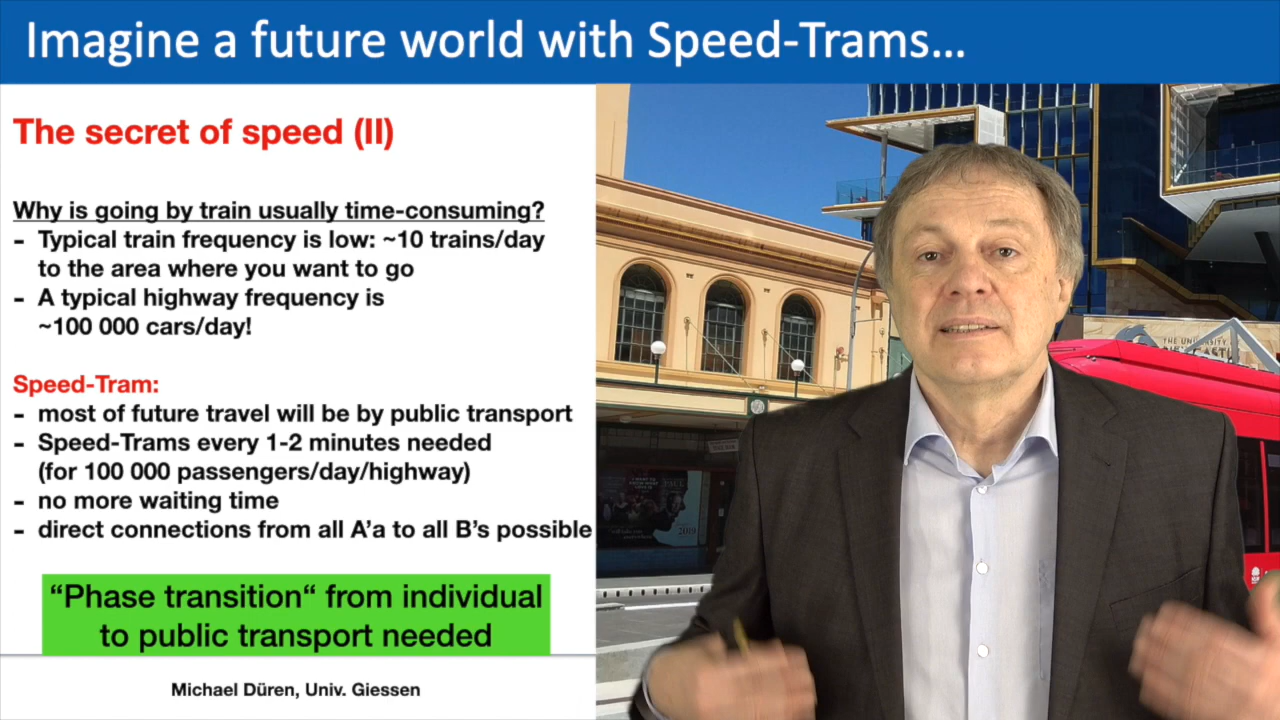 Imagine a future world with Speed-Trams...
The secret of speed (II)
Why is going by train usually time-consuming?
- Typical train frequency is low: ~10 trains/day
to the area where you want to go
- A typical highway frequency is
~100 000 cars/day!
Speed-Tram:
- most of future travel will be by public transport
- Speed-Trams every 1-2 minutes needed
(for 100 000 passengers/day/highway)
- no more waiting time
- direct connections from all A'a to all B's possible
“Phase transition“ from individual
to public transport needed
Michael Düren, Univ. Giessen
THE UNIVERSITY
2019